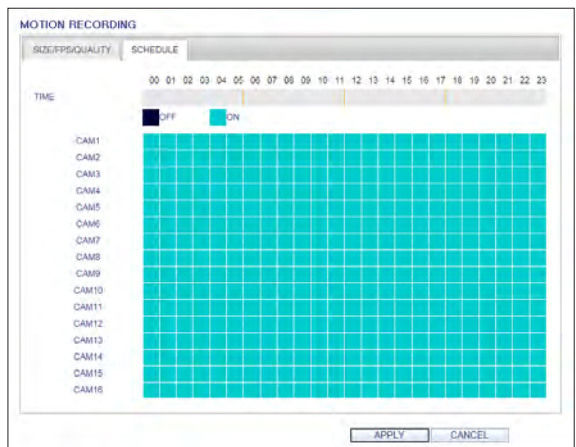 MOTION RECORDING
SIZE/FPS/QUALITY SCHEDULE
00 01 02 03 04 05 06 07 08 09 10 11 12 13 14 15 16 17 18 19 20 21 22 23
TIME
OFF ON
CAM1
CAM2
CAM3
CAM4
CAM5
CAM6
CAM7
CAM8
CAM9
CAM10
CAM11
CAM12
CAM13
CAM14
CAM15
CAM16
APPLY CANCEL